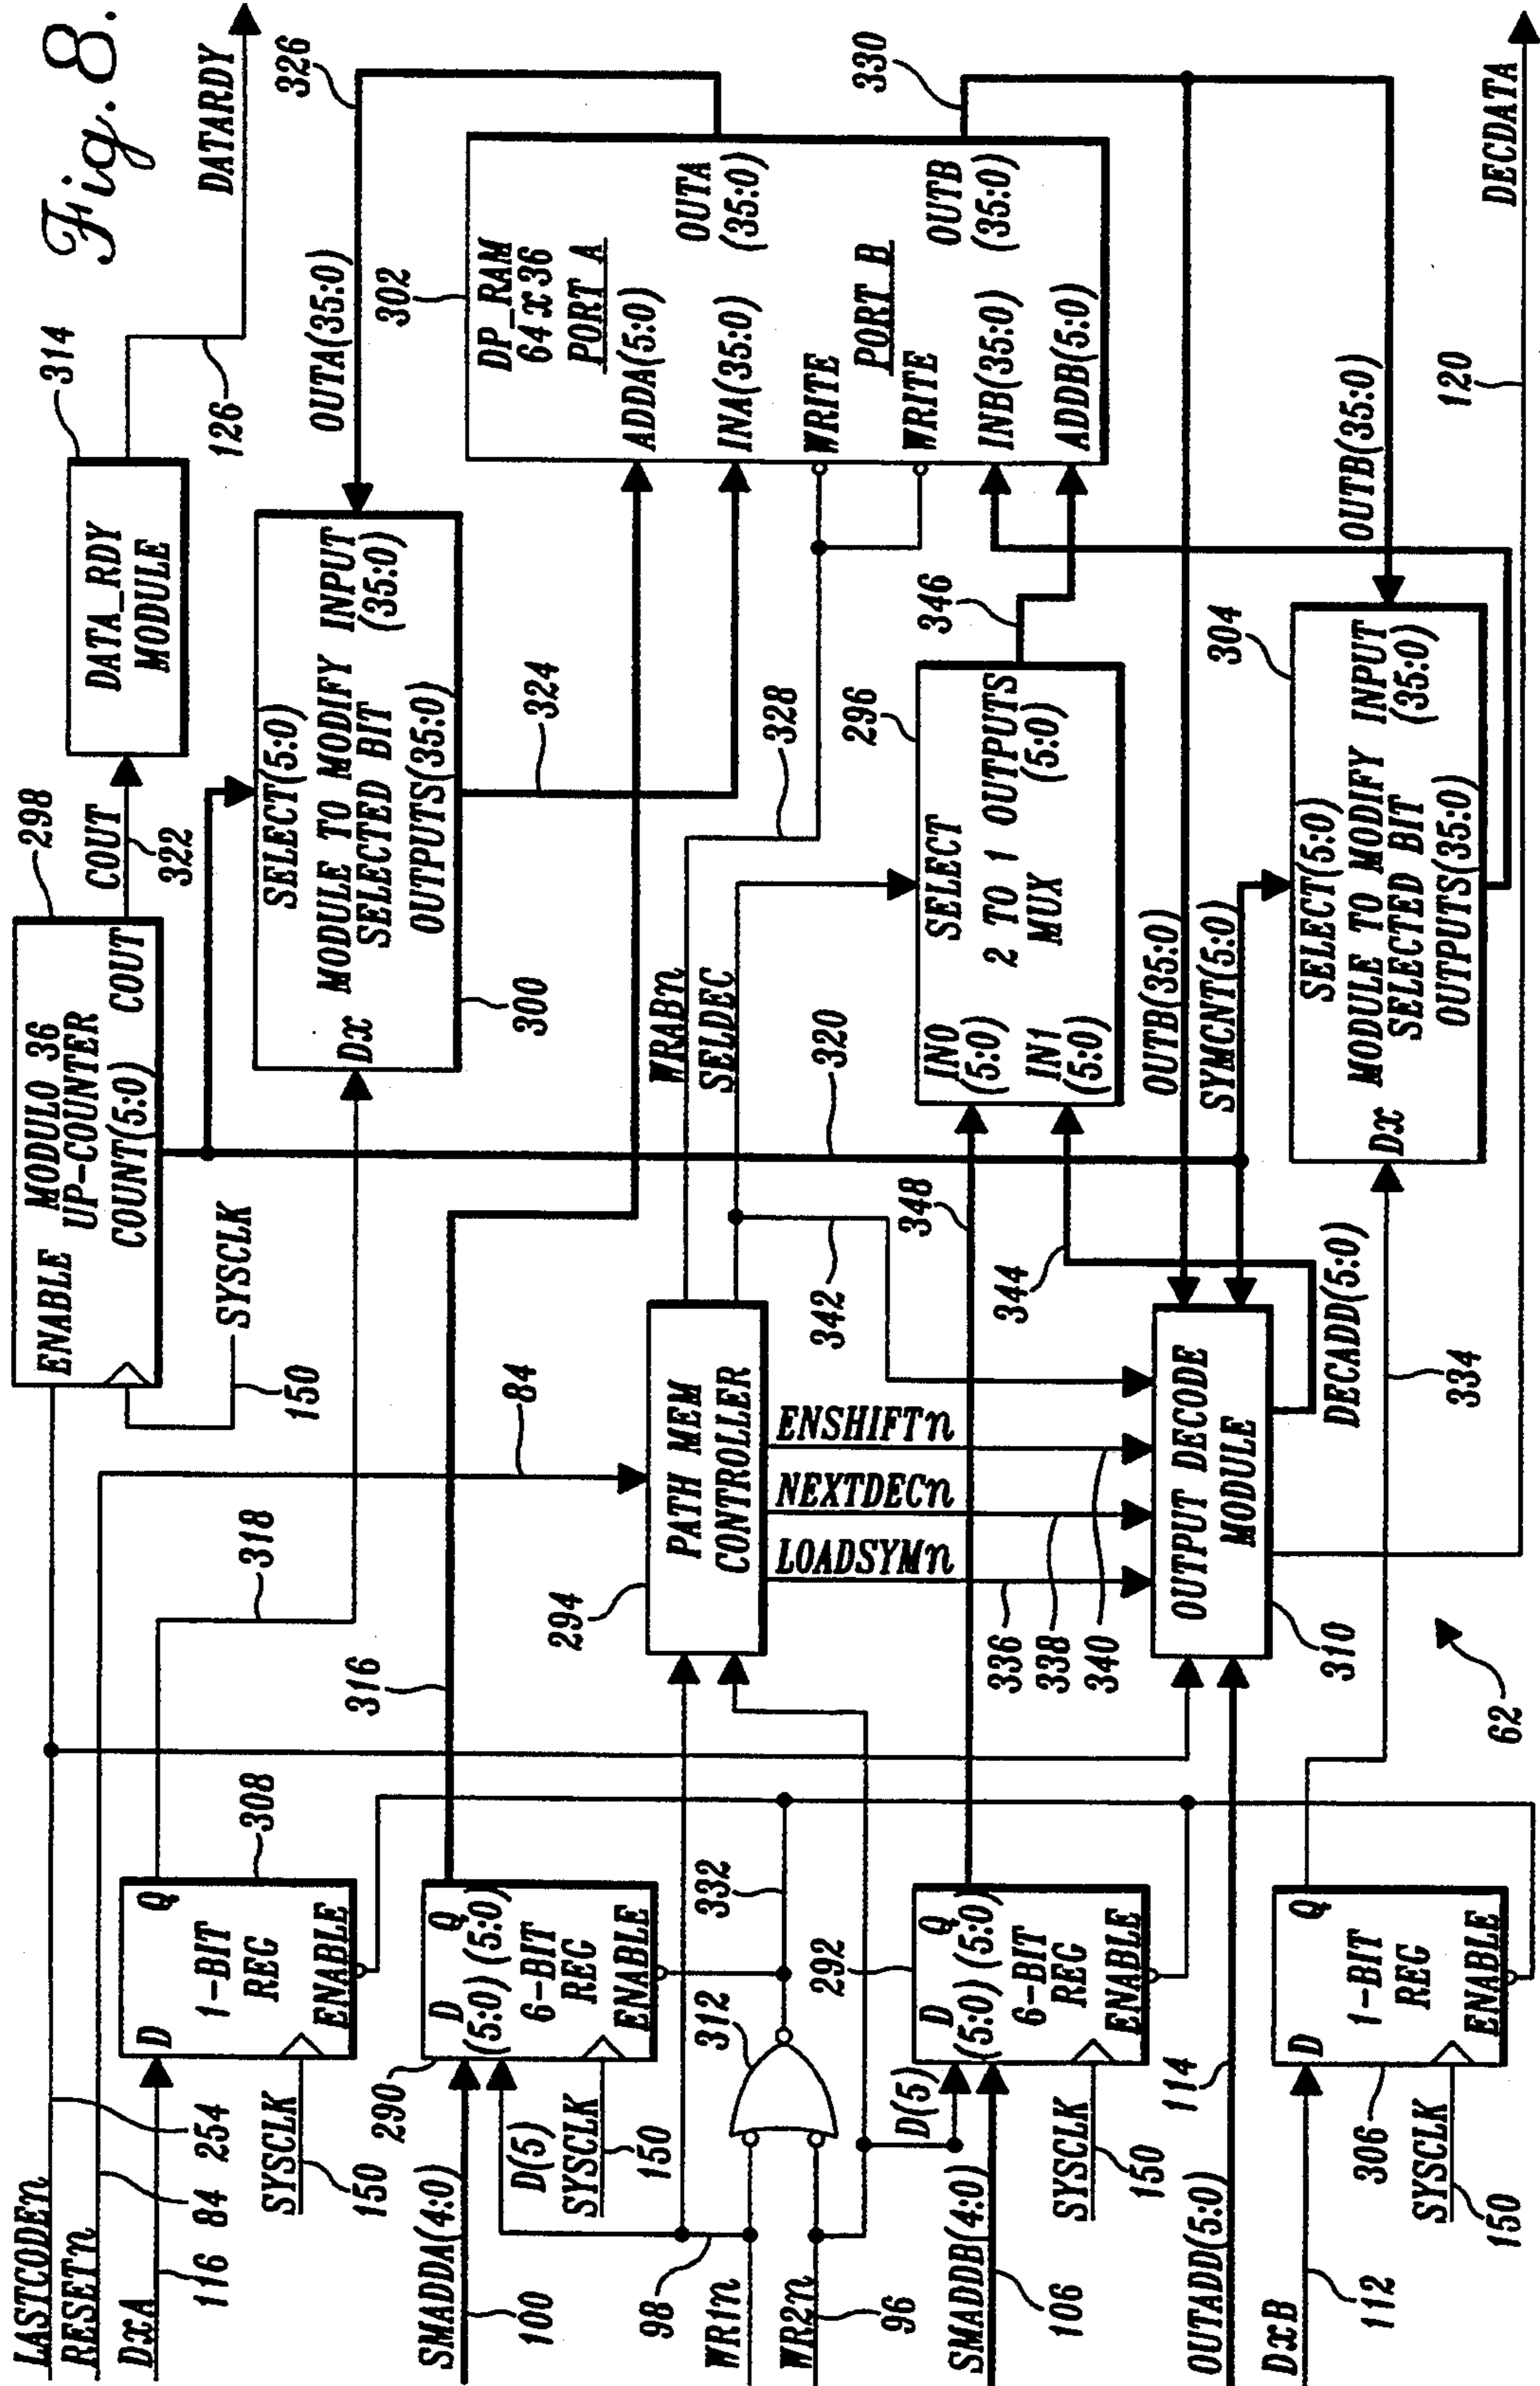 Fig. 8.
LASTCODEn
RESETn
DxA
116
84
254
SYSCLK
150
D
Q
1-BIT
REG
ENABLE
308
318
SMADDA(4:0)
100
D(5)
SYSCLK
150
290
D
(5:0)
Q
(5:0)
6-BIT
REG
ENABLE
316
98
WR1n
WR2n
96
312
332
SMADDB(4:0)
106
D(5)
SYSCLK
150
292
D
(5:0)
Q
(5:0)
6-BIT
REG
ENABLE
OUTADD(5:0)
114
DxB
112
306
SYSCLK
150
D
Q
1-BIT
REG
ENABLE
ENABLE
MODULO 36
UP-COUNTER
COUNT(5:0)
COUT
298
SYSCLK
150
COUT
322
DATA_RDY
MODULE
314
126
DATARDY
84
294
PATH MEM
CONTROLLER
LOADSYMn
NEXTDECn
ENSHIFTn
336
338
340
342
WRABn
SELDEC
328
320
SELECT(5:0)
Dx
MODULE TO MODIFY
SELECTED BIT
INPUT
(35:0)
OUTPUTS(35:0)
300
324
OUTA(35:0)
326
302
DP_RAM
64x36
PORT A
ADDA(5:0)
INA(35:0)
OUTA
(35:0)
WRITE
PORT B
WRITE
INB(35:0)
ADDB(5:0)
OUTB
(35:0)
330
348
344
IN0
(5:0)
IN1
(5:0)
SELECT
2 TO 1
MUX
OUTPUTS
(5:0)
296
346
OUTPUT DECODE
MODULE
310
DECADD(5:0)
OUTB(35:0)
SYMCNT(5:0)
334
SELECT(5:0)
Dx
MODULE TO MODIFY
SELECTED BIT
INPUT
(35:0)
OUTPUTS(35:0)
304
OUTB(35:0)
120
DECDATA
62